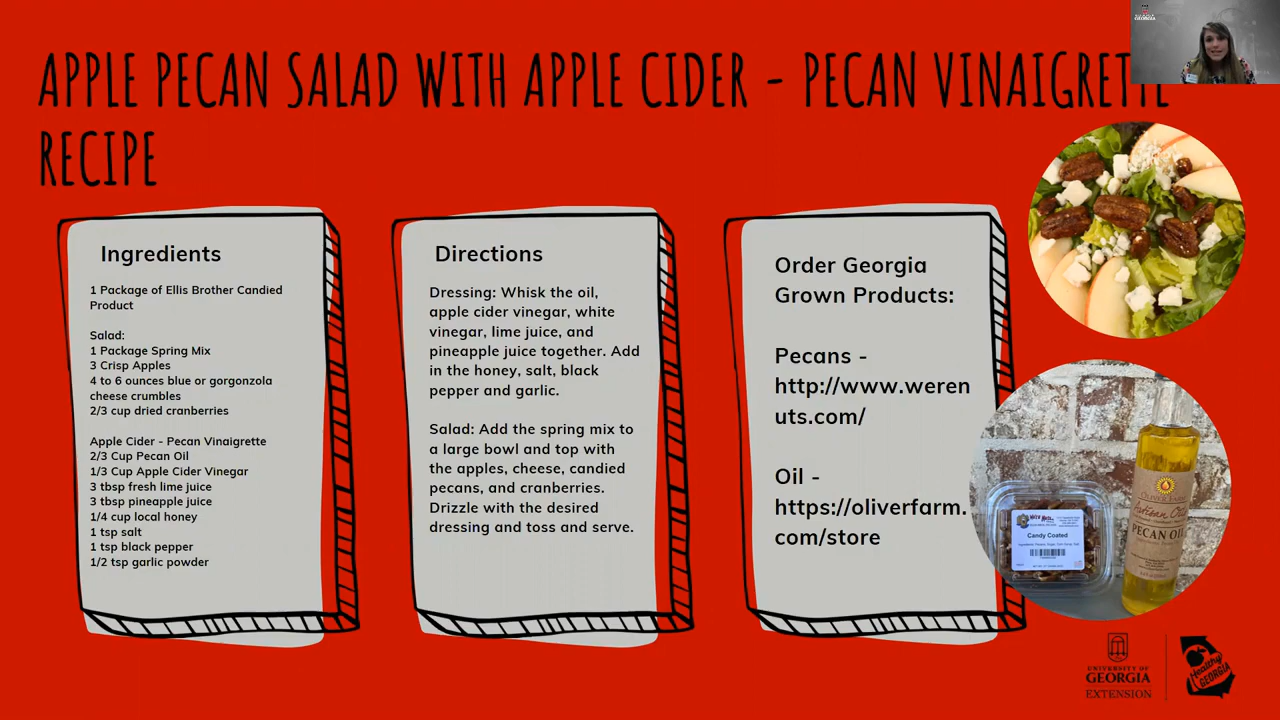 APPLE PECAN SALAD WITH APPLE CIDER - PECAN VINAIGRETTE
RECIPE
Ingredients
1 Package of Ellis Brother Candied
Product
Salad:
1 Package Spring Mix
3 Crisp Apples
4 to 6 ounces blue or gorgonzola
cheese crumbles
2/3 cup dried cranberries
Apple Cider - Pecan Vinaigrette
2/3 Cup Pecan Oil
1/3 Cup Apple Cider Vinegar
3 tbsp fresh lime juice
3 tbsp pineapple juice
1/4 cup local honey
1 tsp salt
1 tsp black pepper
1/2 tsp garlic powder
Directions
Dressing: Whisk the oil,
apple cider vinegar, white
vinegar, lime juice, and
pineapple juice together. Add
in the honey, salt, black
pepper and garlic.
Salad: Add the spring mix to
a large bowl and top with
the apples, cheese, candied
pecans, and cranberries.
Drizzle with the desired
dressing and toss and serve.
Order Georgia
Grown Products:
Pecans -
http://www.weren
uts.com/
Oil -
https://oliverfarm.
com/store
Candy Coated
OLIVER FARM
Artisan Oils
PECAN OIL
UNIVERSITY OF
GEORGIA
EXTENSION
Healthy
GEORGIA
GEORGIA